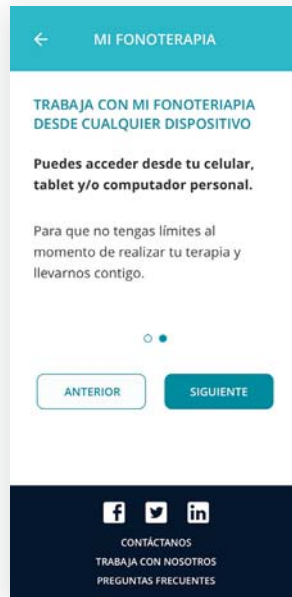 MI FONOTERAPIA
TRABAJA CON MI FONOTERIAPIA
DESDE CUALQUIER DISPOSITIVO
Puedes acceder desde tu celular,
tablet y/o computador personal.
Para que no tengas límites al
momento de realizar tu terapia y
llevarnos contigo.
ANTERIOR
SIGUIENTE
CONTÁCTANOS
TRABAJA CON NOSOTROS
PREGUNTAS FRECUENTES